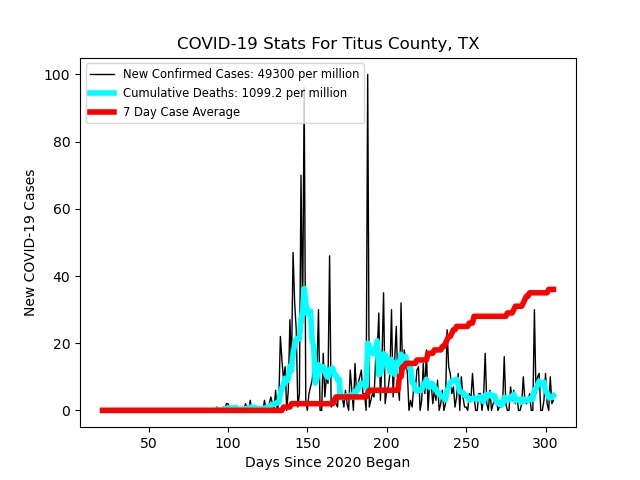 COVID-19 Stats For Titus County, TX
New Confirmed Cases: 49300 per million
Cumulative Deaths: 1099.2 per million
7 Day Case Average
New COVID-19 Cases
100
80
60
40
20
0
50 100 150 200 250 300
Days Since 2020 Began